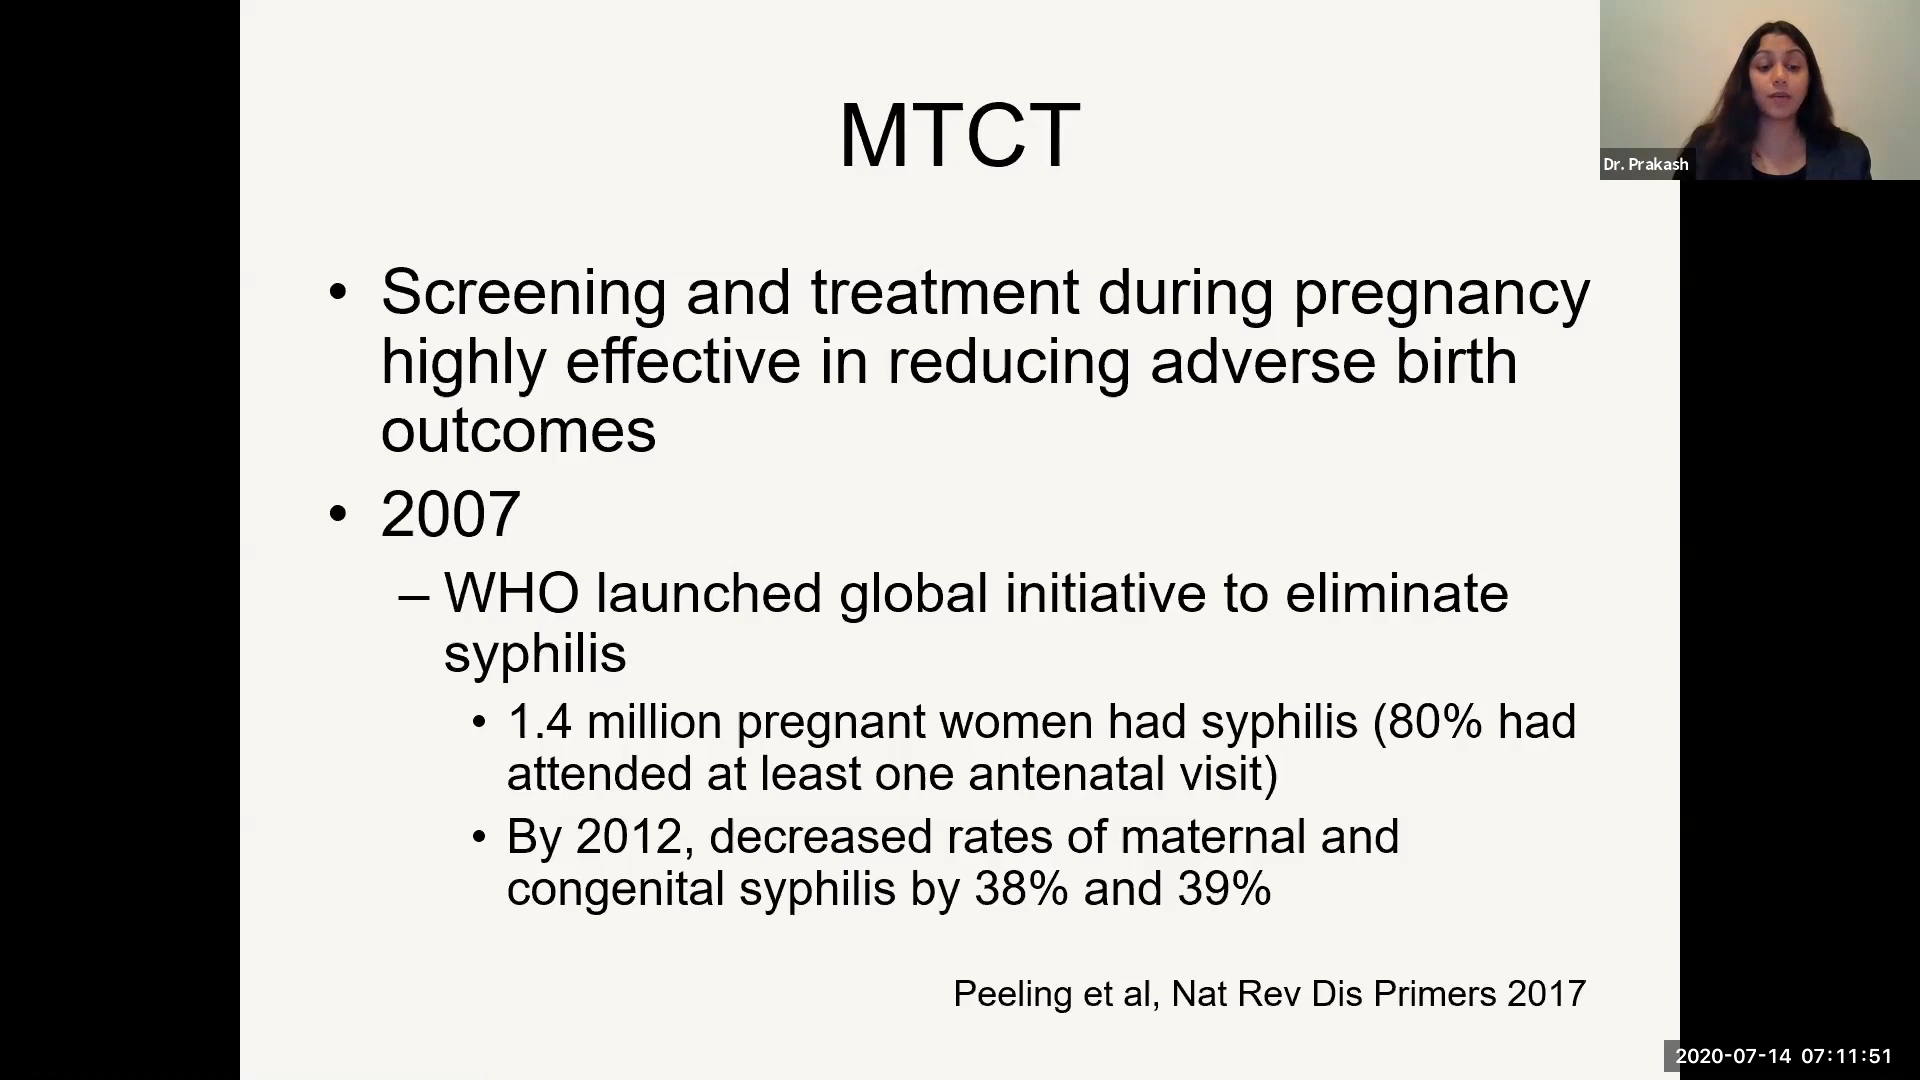 MTCT
Dr. Prakash
• Screening and treatment during pregnancy
highly effective in reducing adverse birth
outcomes
• 2007
– WHO launched global initiative to eliminate
syphilis
• 1.4 million pregnant women had syphilis (80% had
attended at least one antenatal visit)
• By 2012, decreased rates of maternal and
congenital syphilis by 38% and 39%
Peeling et al, Nat Rev Dis Primers 2017
2020-07-14 07:11:51